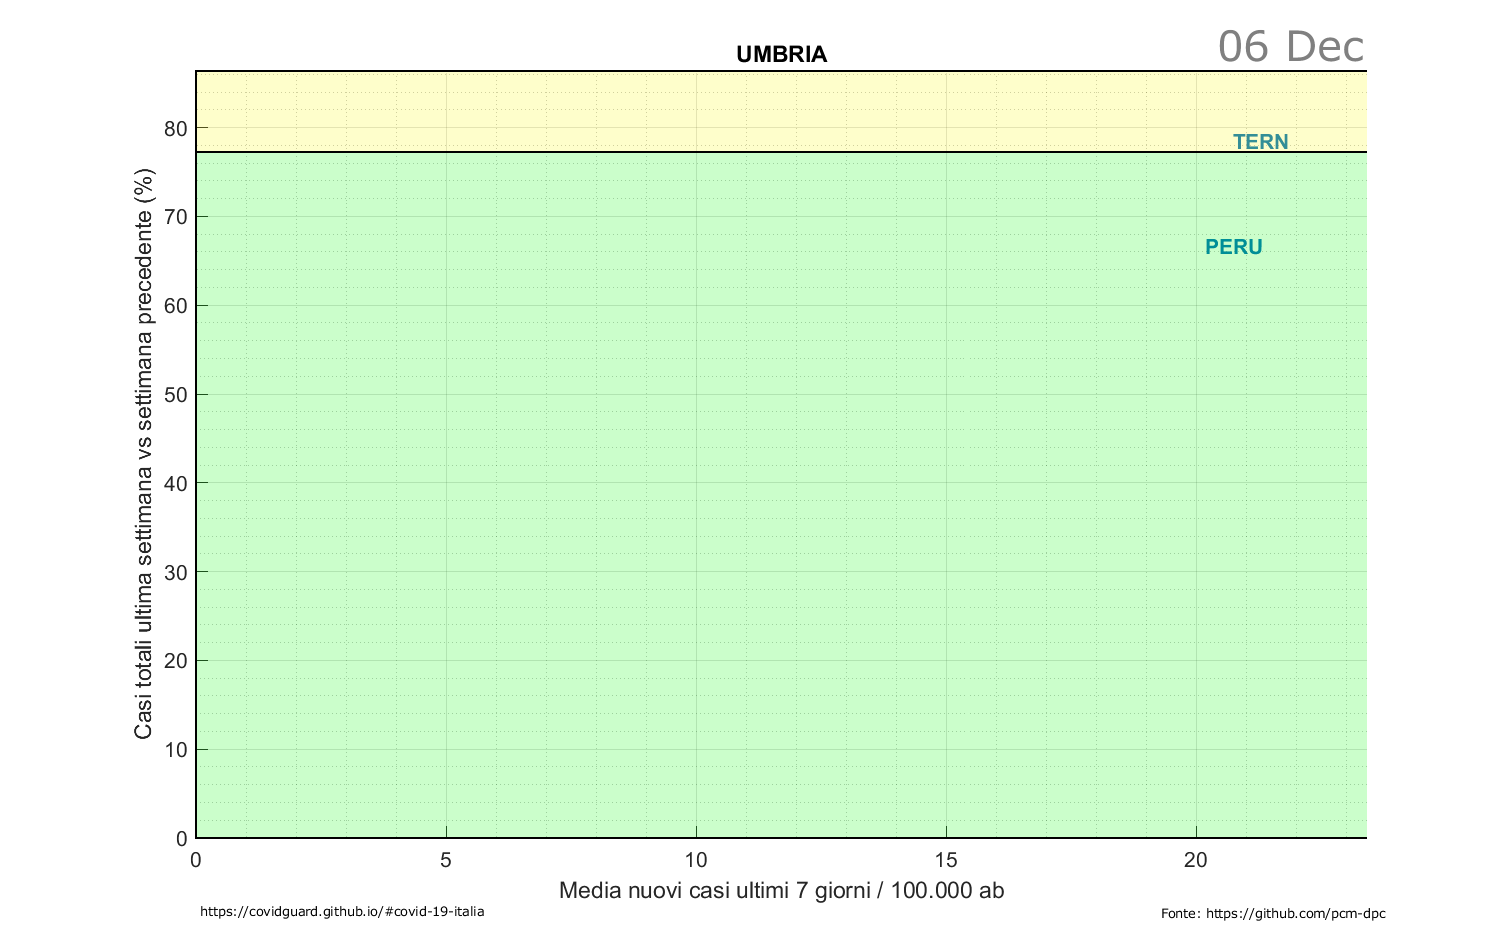 UMBRIA
06 Dec
Casi totali ultima settimana vs settimana precedente (%)
80
70
60
50
40
30
20
10
0
TERN
PERU
0
5
10
15
20
Media nuovi casi ultimi 7 giorni / 100.000 ab
https://covidguard.github.io/#covid-19-italia
Fonte: https://github.com/pcm-dpc